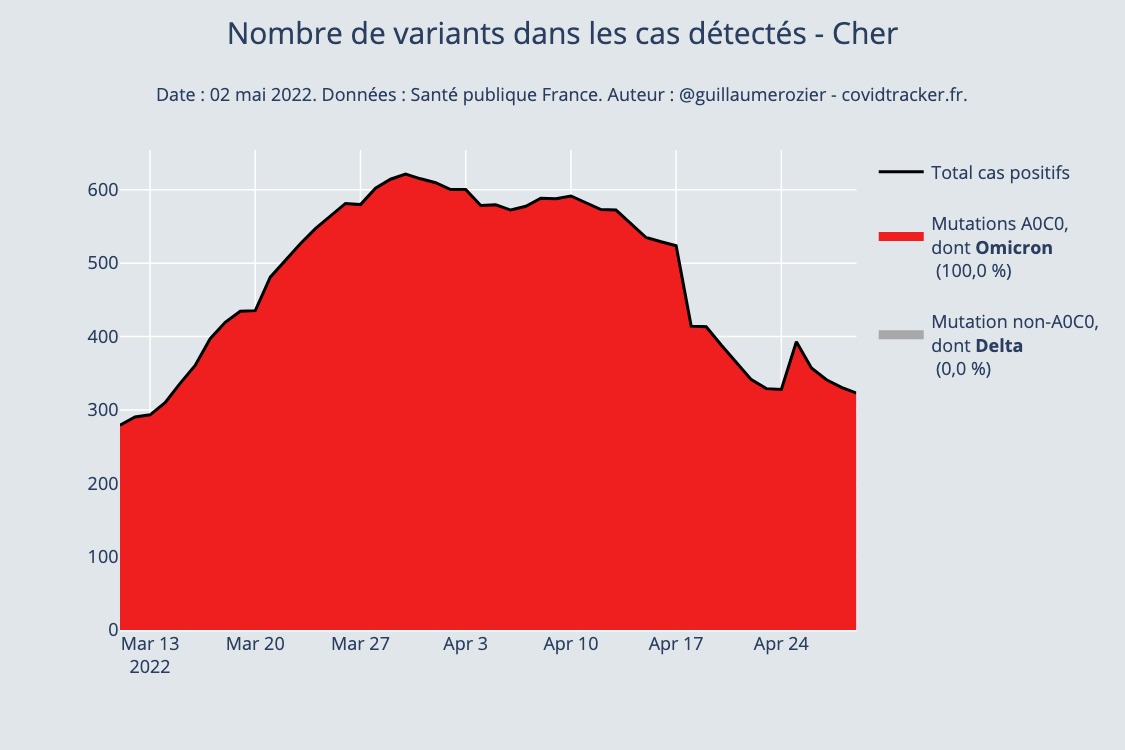 Nombre de variants dans les cas détectés - Cher
Date : 02 mai 2022. Données : Santé publique France. Auteur : @guillaumerozier - covidtracker.fr.
600
500
400
300
200
100
0
Mar 13
2022
Mar 20
Mar 27
Apr 3
Apr 10
Apr 17
Apr 24
Total cas positifs
Mutations A0C0,
dont Omicron
(100,0 %)
Mutation non-A0C0,
dont Delta
(0,0 %)